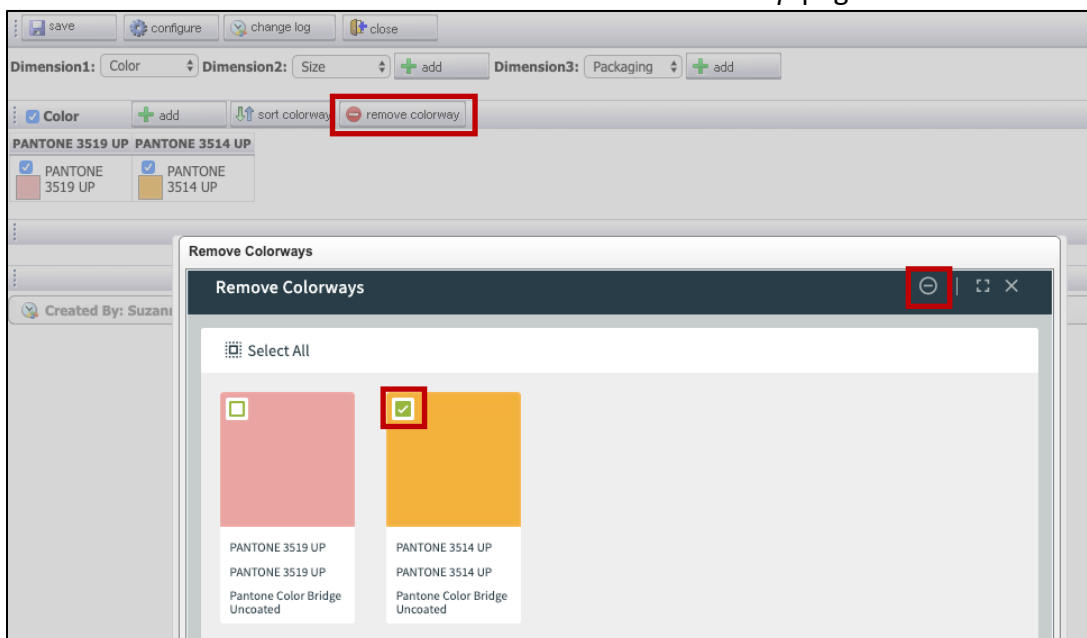 save configure change log close
Dimension1: Color Dimension2: Size add Dimension3: Packaging add
Color add sort colorway remove colorway
PANTONE 3519 UP PANTONE 3514 UP
PANTONE PANTONE
3519 UP 3514 UP
Remove Colorways
Remove Colorways
Created By:
Select All
PANTONE 3519 UP PANTONE 3514 UP
PANTONE 3519 UP PANTONE 3514 UP
Pantone Color Bridge Pantone Color Bridge
Uncoated Uncoated